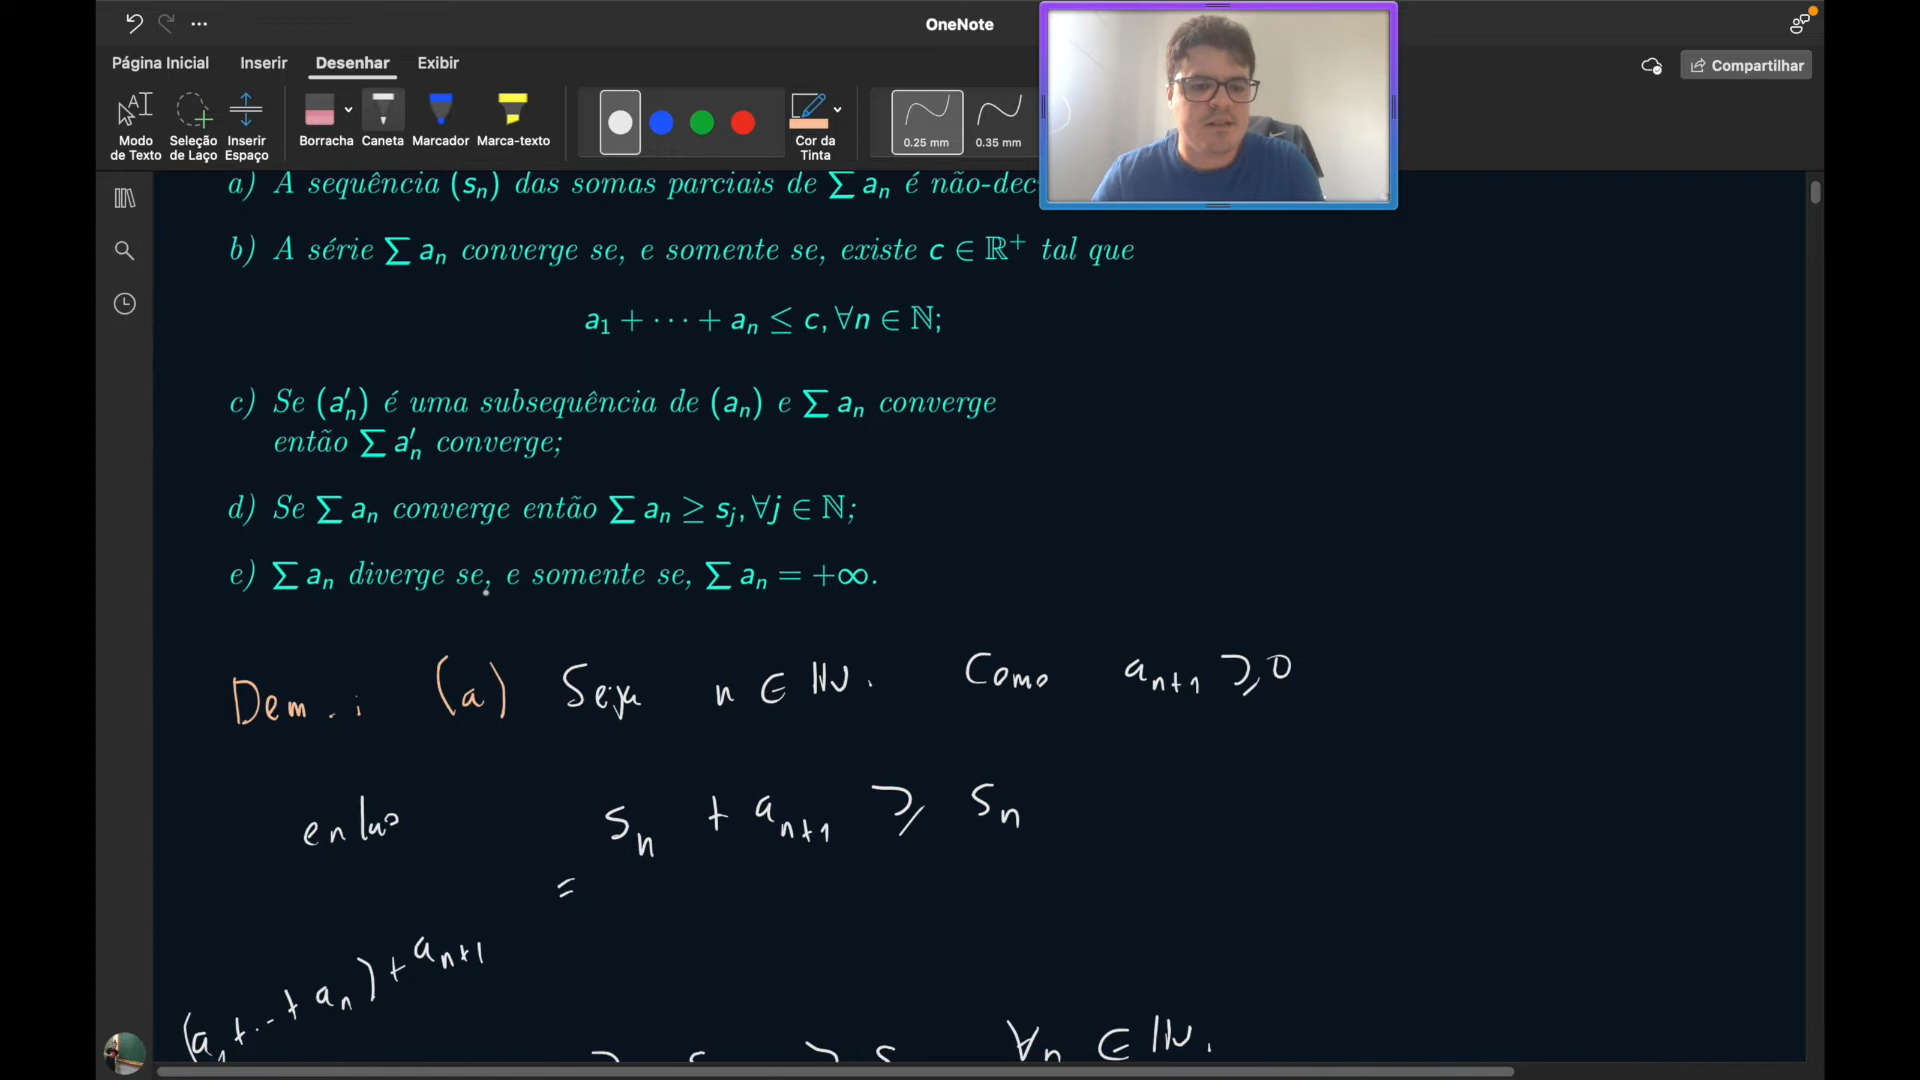 OneNote
Página Inicial Inserir Desenhar Exibir
Compartilhar
Modo de Texto
Seleção de Laço
Inserir Espaço
Borracha
Caneta
Marcador
Marca-texto
Cor da Tinta
0.25 mm
0.35 mm
a) A sequência (sₙ) das somas parciais de ∑ aₙ é não-dec
b) A série ∑ aₙ converge se, e somente se, existe c ∈ ℝ⁺ tal que
a₁ + ⋯ + aₙ ≤ c, ∀n ∈ ℕ;
c) Se (a′ₙ) é uma subsequência de (aₙ) e ∑ aₙ converge
então ∑ a′ₙ converge;
d) Se ∑ aₙ converge então ∑ aₙ ≥ sⱼ, ∀j ∈ ℕ;
e) ∑ aₙ diverge se, e somente se, ∑ aₙ = +∞.
Dem.: (a) Seja n ∈ ℕ. Como aₙ₊₁ ≥ 0
então sₙ + aₙ₊₁ ≥ sₙ
=
(a₁ + ⋯ + aₙ) + aₙ₊₁
∀n ∈ ℕ.